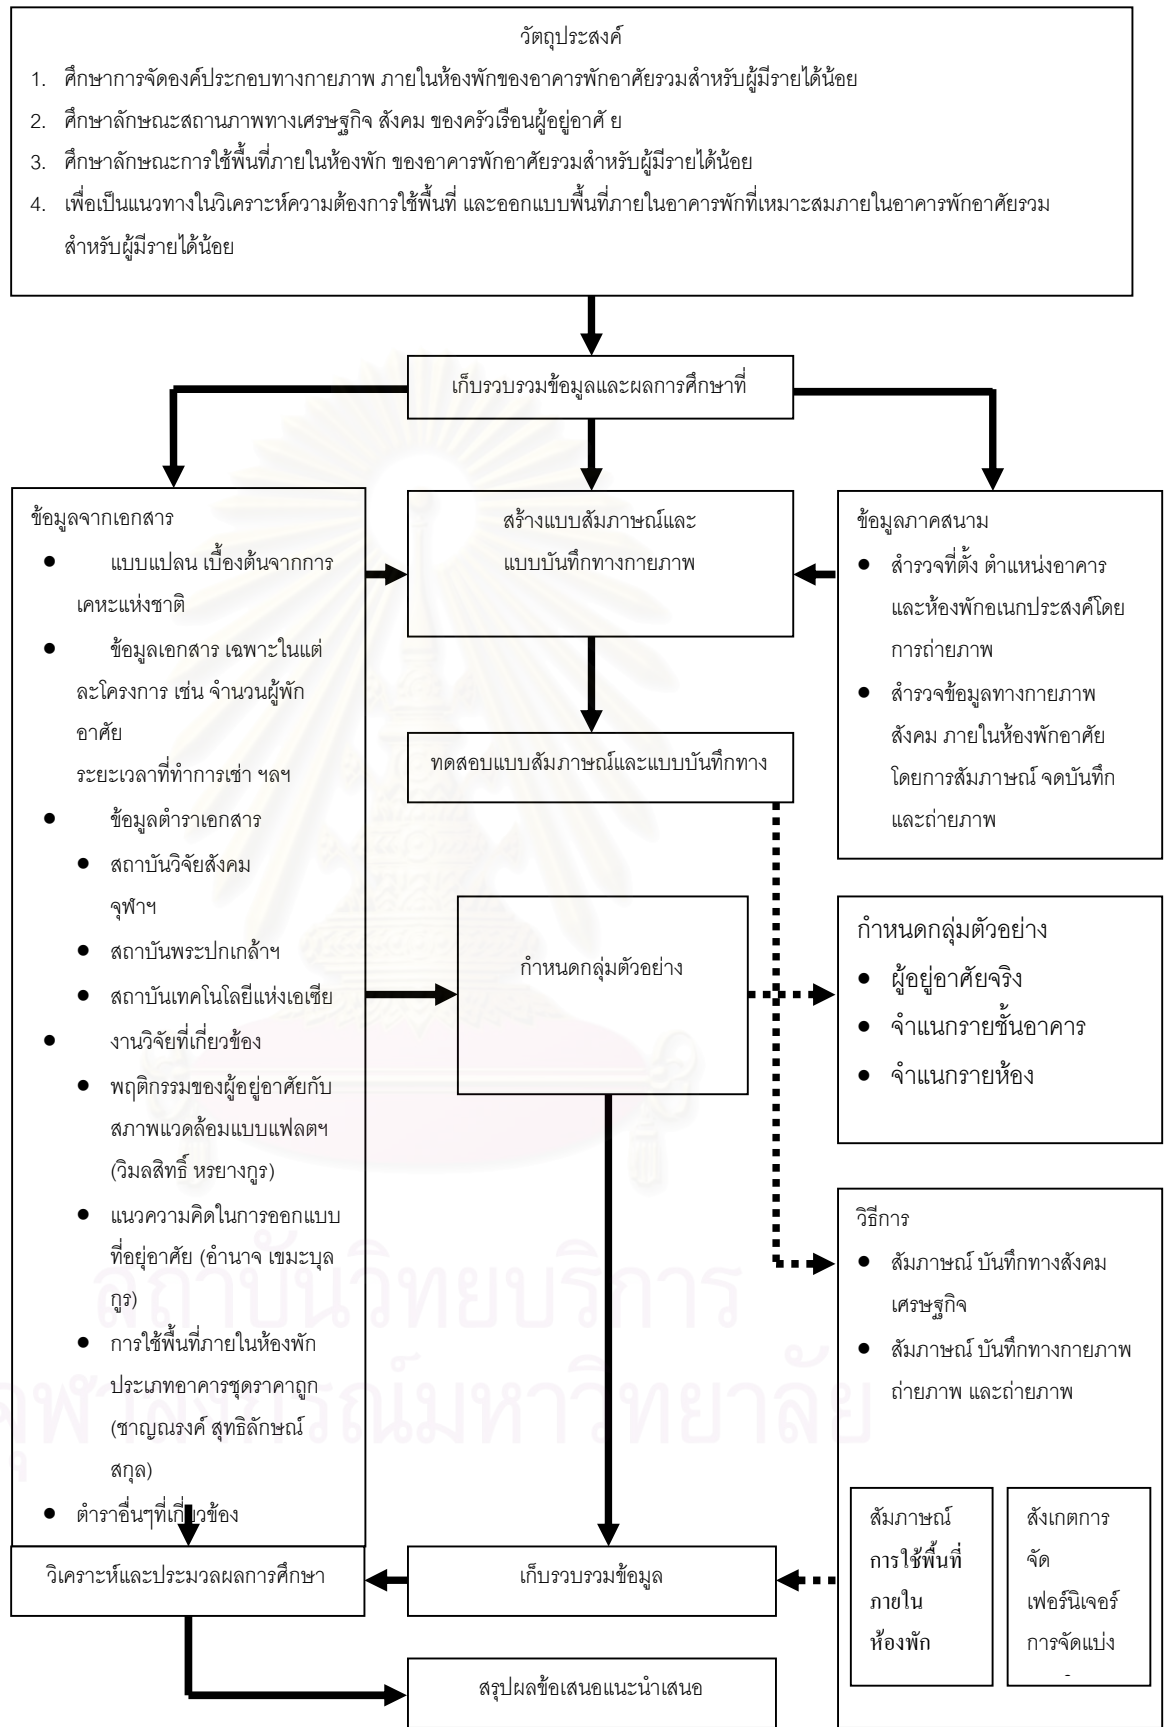 วัตถุประสงค์
1. ศึกษาการจัดองค์ประกอบทางกายภาพ ภายในห้องพักของอาคารพักอาศัยรวมสำหรับผู้มีรายได้น้อย
2. ศึกษาลักษณะสถานภาพทางเศรษฐกิจ สังคม ของครัวเรือนผู้อยู่อาศั ย
3. ศึกษาลักษณะการใช้พื้นที่ภายในห้องพัก ของอาคารพักอาศัยรวมสำหรับผู้มีรายได้น้อย
4. เพื่อเป็นแนวทางในวิเคราะห์ความต้องการใช้พื้นที่ และออกแบบพื้นที่ภายในอาคารพักที่เหมาะสมภายในอาคารพักอาศัยรวม
สำหรับผู้มีรายได้น้อย
เก็บรวบรวมข้อมูลและผลการศึกษาที่
ข้อมูลจากเอกสาร
● แบบแปลน เบื้องต้นจากการ
เคหะแห่งชาติ
● ข้อมูลเอกสาร เฉพาะในแต่
ละโครงการ เช่น จำนวนผู้พัก
อาศัย
ระยะเวลาที่ทำการเช่า ฯลฯ
● ข้อมูลตำราเอกสาร
● สถาบันวิจัยสังคม
จุฬาฯ
● สถาบันพระปกเกล้าฯ
● สถาบันเทคโนโลยีแห่งเอเซีย
● งานวิจัยที่เกี่ยวข้อง
● พฤติกรรมของผู้อยู่อาศัยกับ
สภาพแวดล้อมแบบแฟลตฯ
(วิมลสิทธิ์ หรยางกูร)
● แนวความคิดในการออกแบบ
ที่อยู่อาศัย (อำนาจ เขมะบุล
กูร)
● การใช้พื้นที่ภายในห้องพัก
ประเภทอาคารชุดราคาถูก
(ชาญณรงค์ สุทธิลักษณ์
สกุล)
● ตำราอื่นๆที่เกี่ยวข้อง
สร้างแบบสัมภาษณ์และ
แบบบันทึกทางกายภาพ
ทดสอบแบบสัมภาษณ์และแบบบันทึกทาง
กำหนดกลุ่มตัวอย่าง
ข้อมูลภาคสนาม
● สำรวจที่ตั้ง ตำแหน่งอาคาร
และห้องพักอเนกประสงค์โดย
การถ่ายภาพ
● สำรวจข้อมูลทางกายภาพ
สังคม ภายในห้องพักอาศัย
โดยการสัมภาษณ์ จดบันทึก
และถ่ายภาพ
กำหนดกลุ่มตัวอย่าง
● ผู้อยู่อาศัยจริง
● จำแนกรายชั้นอาคาร
● จำแนกรายห้อง
วิธีการ
● สัมภาษณ์ บันทึกทางสังคม
เศรษฐกิจ
● สัมภาษณ์ บันทึกทางกายภาพ
ถ่ายภาพ และถ่ายภาพ
สัมภาษณ์
การใช้พื้นที่
ภายใน
ห้องพัก
สังเกตการ
จัด
เฟอร์นิเจอร์
การจัดแบ่ง
วิเคราะห์และประมวลผลการศึกษา
เก็บรวบรวมข้อมูล
สรุปผลข้อเสนอแนะนำเสนอ
สถาบันวิทยบริการ
จุฬาลงกรณ์มหาวิทยาลัย